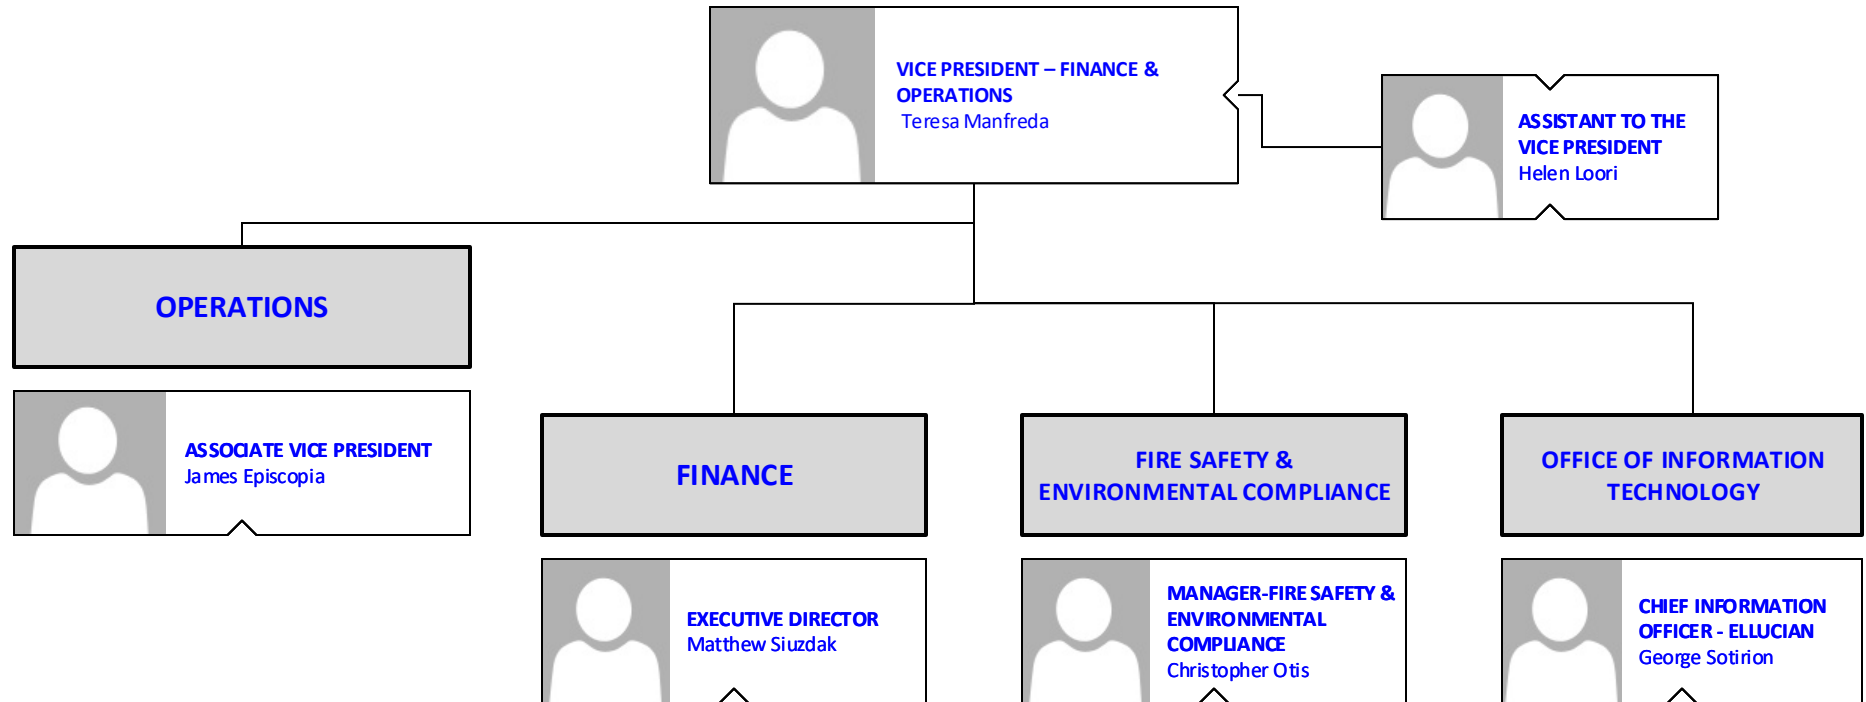 VICE PRESIDENT – FINANCE &
OPERATIONS
Teresa Manfreda
ASSISTANT TO THE
VICE PRESIDENT
Helen Loori
OPERATIONS
ASSOCIATE VICE PRESIDENT
James Episcopia
FINANCE
FIRE SAFETY &
ENVIRONMENTAL COMPLIANCE
OFFICE OF INFORMATION
TECHNOLOGY
EXECUTIVE DIRECTOR
Matthew Siuzdak
MANAGER-FIRE SAFETY &
ENVIRONMENTAL
COMPLIANCE
Christopher Otis
CHIEF INFORMATION
OFFICER - ELLUCIAN
George Sotirion